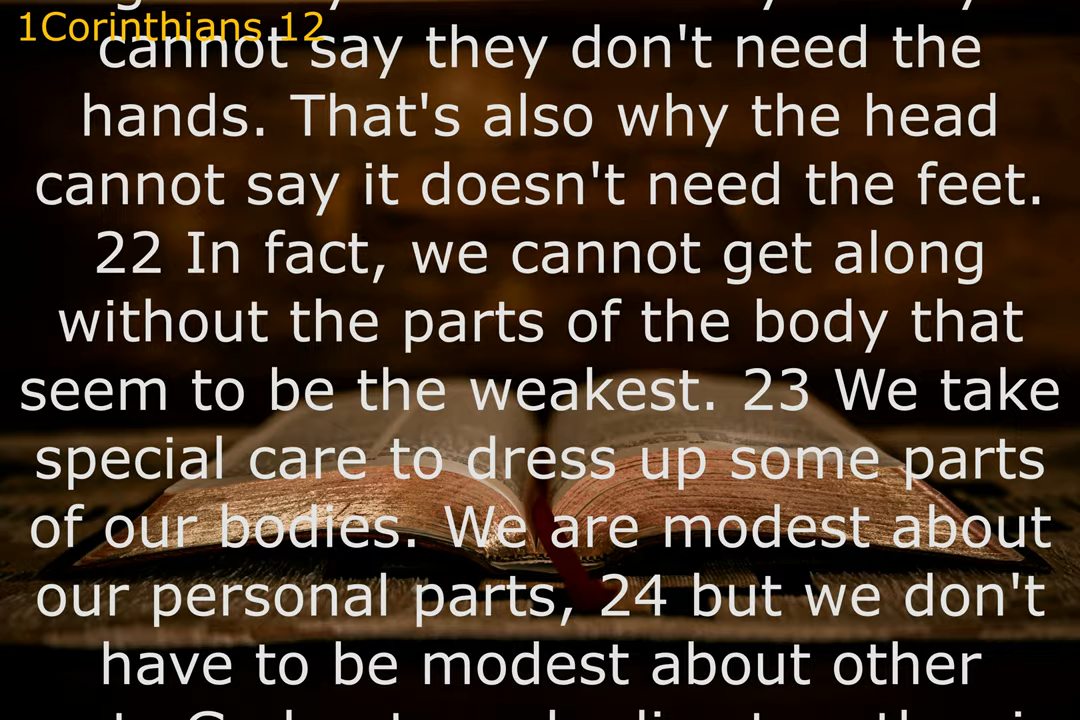 1Corinthians 12
cannot say they don't need the
hands. That's also why the head
cannot say it doesn't need the feet.
22 In fact, we cannot get along
without the parts of the body that
seem to be the weakest. 23 We take
special care to dress up some parts
of our bodies. We are modest about
our personal parts, 24 but we don't
have to be modest about other